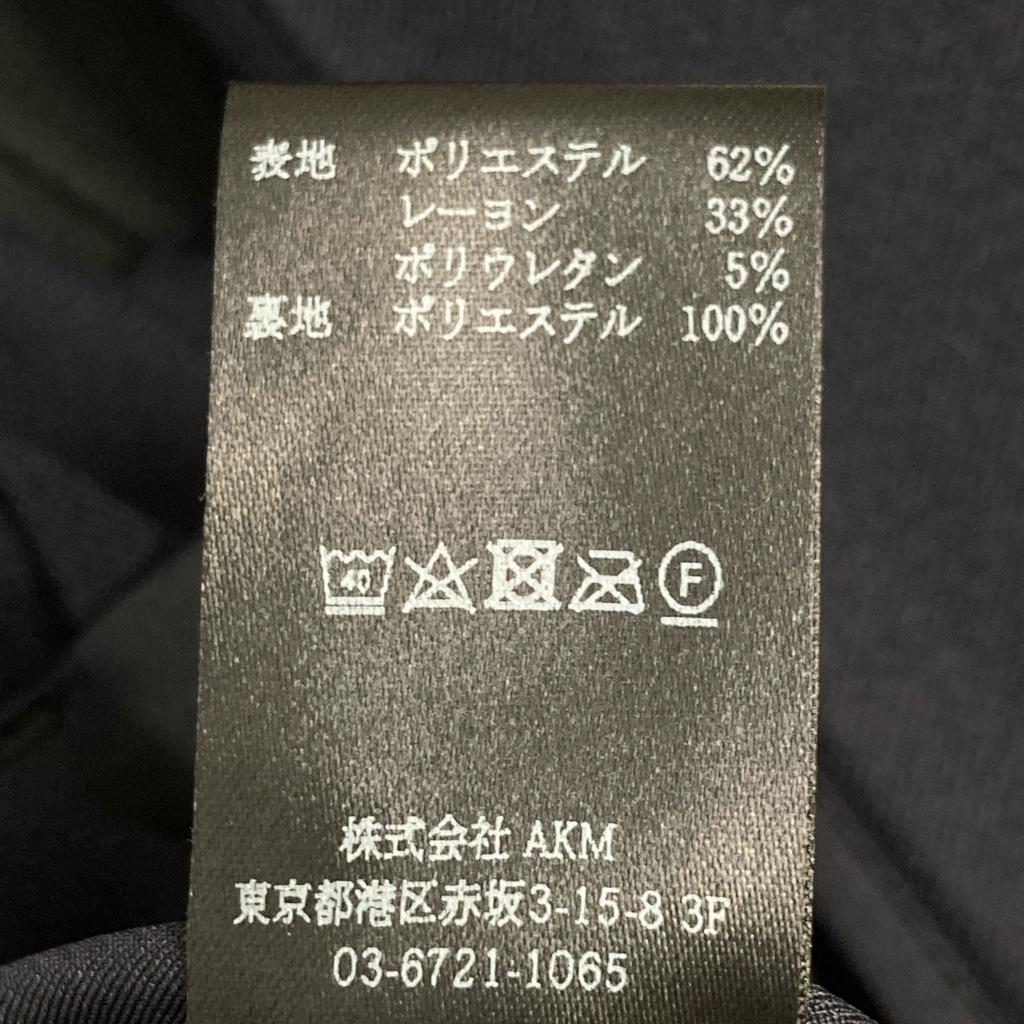 表地 ポリエステル 62%
レーヨン 33%
ポリウレタン 5%
裏地 ポリエステル 100%
40 F
株式会社 AKM
東京都港区赤坂3-15-8 3F
03-6721-1065